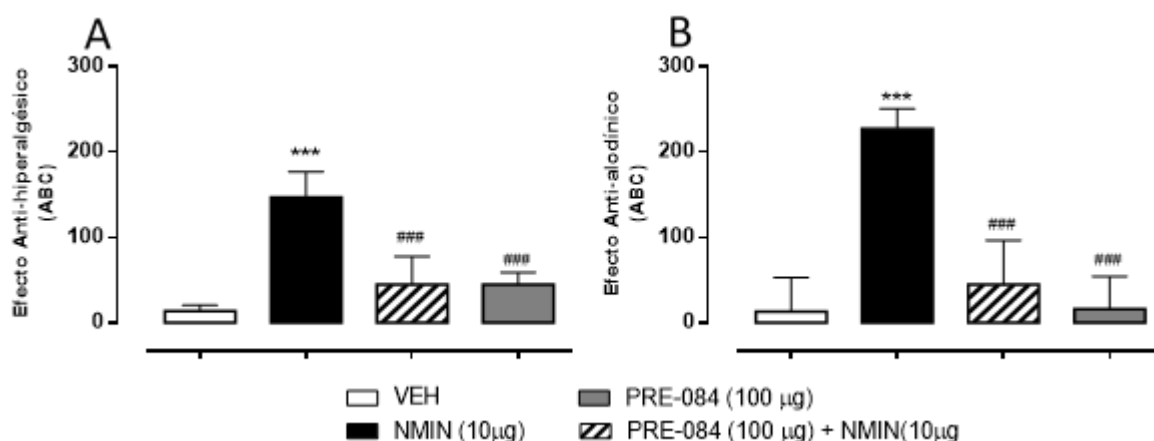 A
Efecto Anti-hiperalgésico
(ABC)
300
200
100
0
***
###
###
B
Efecto Anti-alodínico
(ABC)
300
200
100
0
***
###
###
VEH
PRE-084 (100 µg)
NMIN (10µg)
PRE-084 (100 µg) + NMIN(10µg